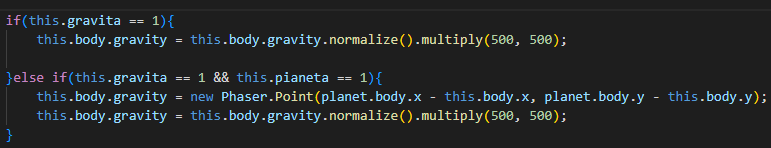 if(this.gravita == 1){
    this.body.gravity = this.body.gravity.normalize().multiply(500, 500);

}else if(this.gravita == 1 && this.pianeta == 1){
    this.body.gravity = new Phaser.Point(planet.body.x - this.body.x, planet.body.y - this.body.y);
    this.body.gravity = this.body.gravity.normalize().multiply(500, 500);
}